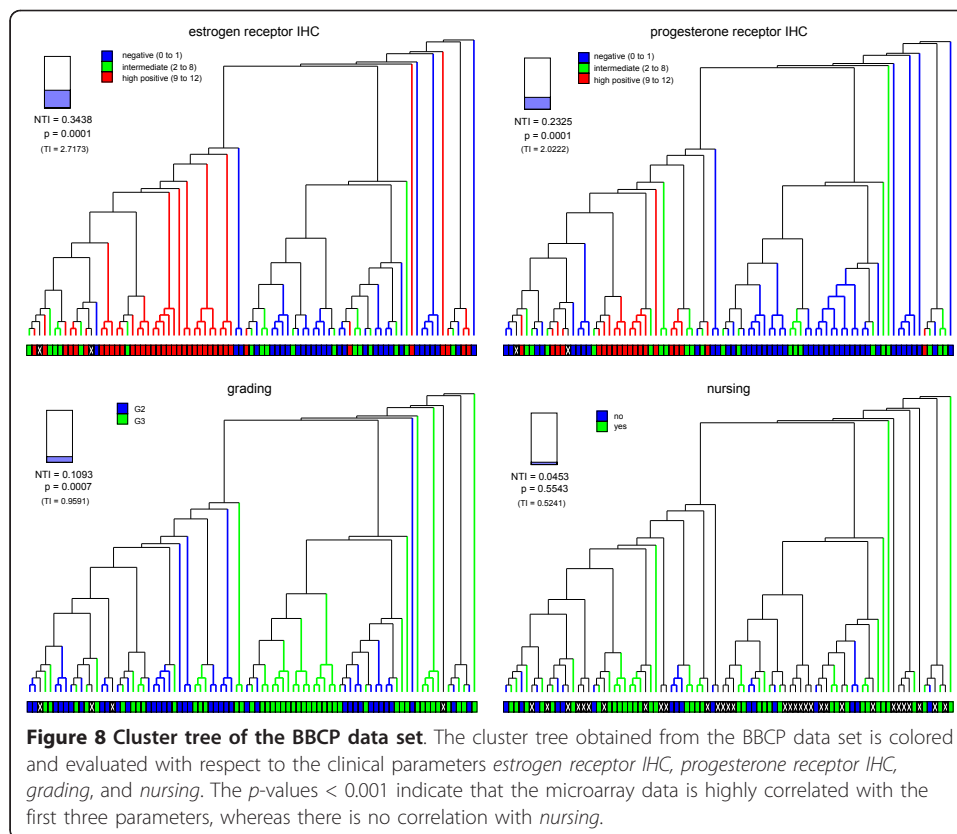 estrogen receptor IHC
negative (0 to 1)
intermediate (2 to 8)
high positive (9 to 12)
NTI = 0.3438
p = 0.0001
(TI = 2.7173)
X X
progesterone receptor IHC
negative (0 to 1)
intermediate (2 to 8)
high positive (9 to 12)
NTI = 0.2325
p = 0.0001
(TI = 2.0222)
X X
grading
G2
G3
NTI = 0.1093
p = 0.0007
(TI = 0.9591)
X X X X
nursing
no
yes
NTI = 0.0453
p = 0.5543
(TI = 0.5241)
Figure 8 Cluster tree of the BBCP data set. The cluster tree obtained from the BBCP data set is colored
and evaluated with respect to the clinical parameters estrogen receptor IHC, progesterone receptor IHC,
grading, and nursing. The p-values < 0.001 indicate that the microarray data is highly correlated with the
first three parameters, whereas there is no correlation with nursing.